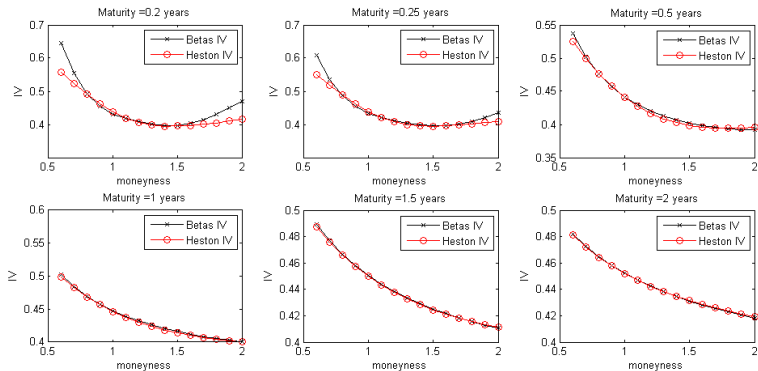 Maturity =0.2 years
0.7
0.6
0.5
0.4
IV
0.5
1
1.5
2
moneyness
Betas IV
Heston IV
Maturity =0.25 years
0.7
0.6
0.5
0.4
IV
0.5
1
1.5
2
moneyness
Betas IV
Heston IV
Maturity =0.5 years
0.55
0.5
0.45
0.4
0.35
IV
0.5
1
1.5
2
moneyness
Betas IV
Heston IV
Maturity =1 years
0.6
0.55
0.5
0.45
0.4
IV
0.5
1
1.5
2
moneyness
Betas IV
Heston IV
Maturity =1.5 years
0.5
0.48
0.46
0.44
0.42
0.4
IV
0.5
1
1.5
2
moneyness
Betas IV
Heston IV
Maturity =2 years
0.5
0.48
0.46
0.44
0.42
0.4
IV
0.5
1
1.5
2
moneyness
Betas IV
Heston IV